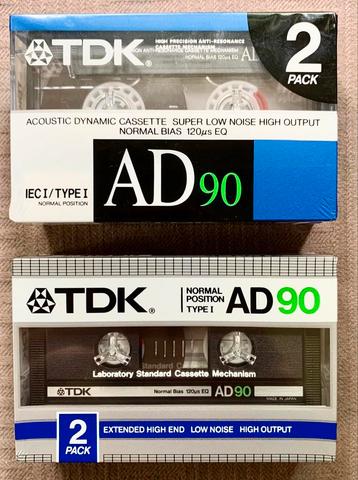 TDK®
HIGH PRECISION ANTI-RESONANCE
CASSETTE MECHANISM
NORMAL BIAS 120μs EQ AD
2
PACK
ACOUSTIC DYNAMIC CASSETTE SUPER LOW NOISE HIGH OUTPUT
NORMAL BIAS 120μs EQ
IEC I/TYPE I
NORMAL POSITION
AD90
TDK®
NORMAL
POSITION
TYPE I
AD90
Laboratory Standard Cassette Mechanism
TDK Normal Bias 120μs EQ AD90 MADE IN JAPAN
2
PACK
EXTENDED HIGH END LOW NOISE HIGH OUTPUT